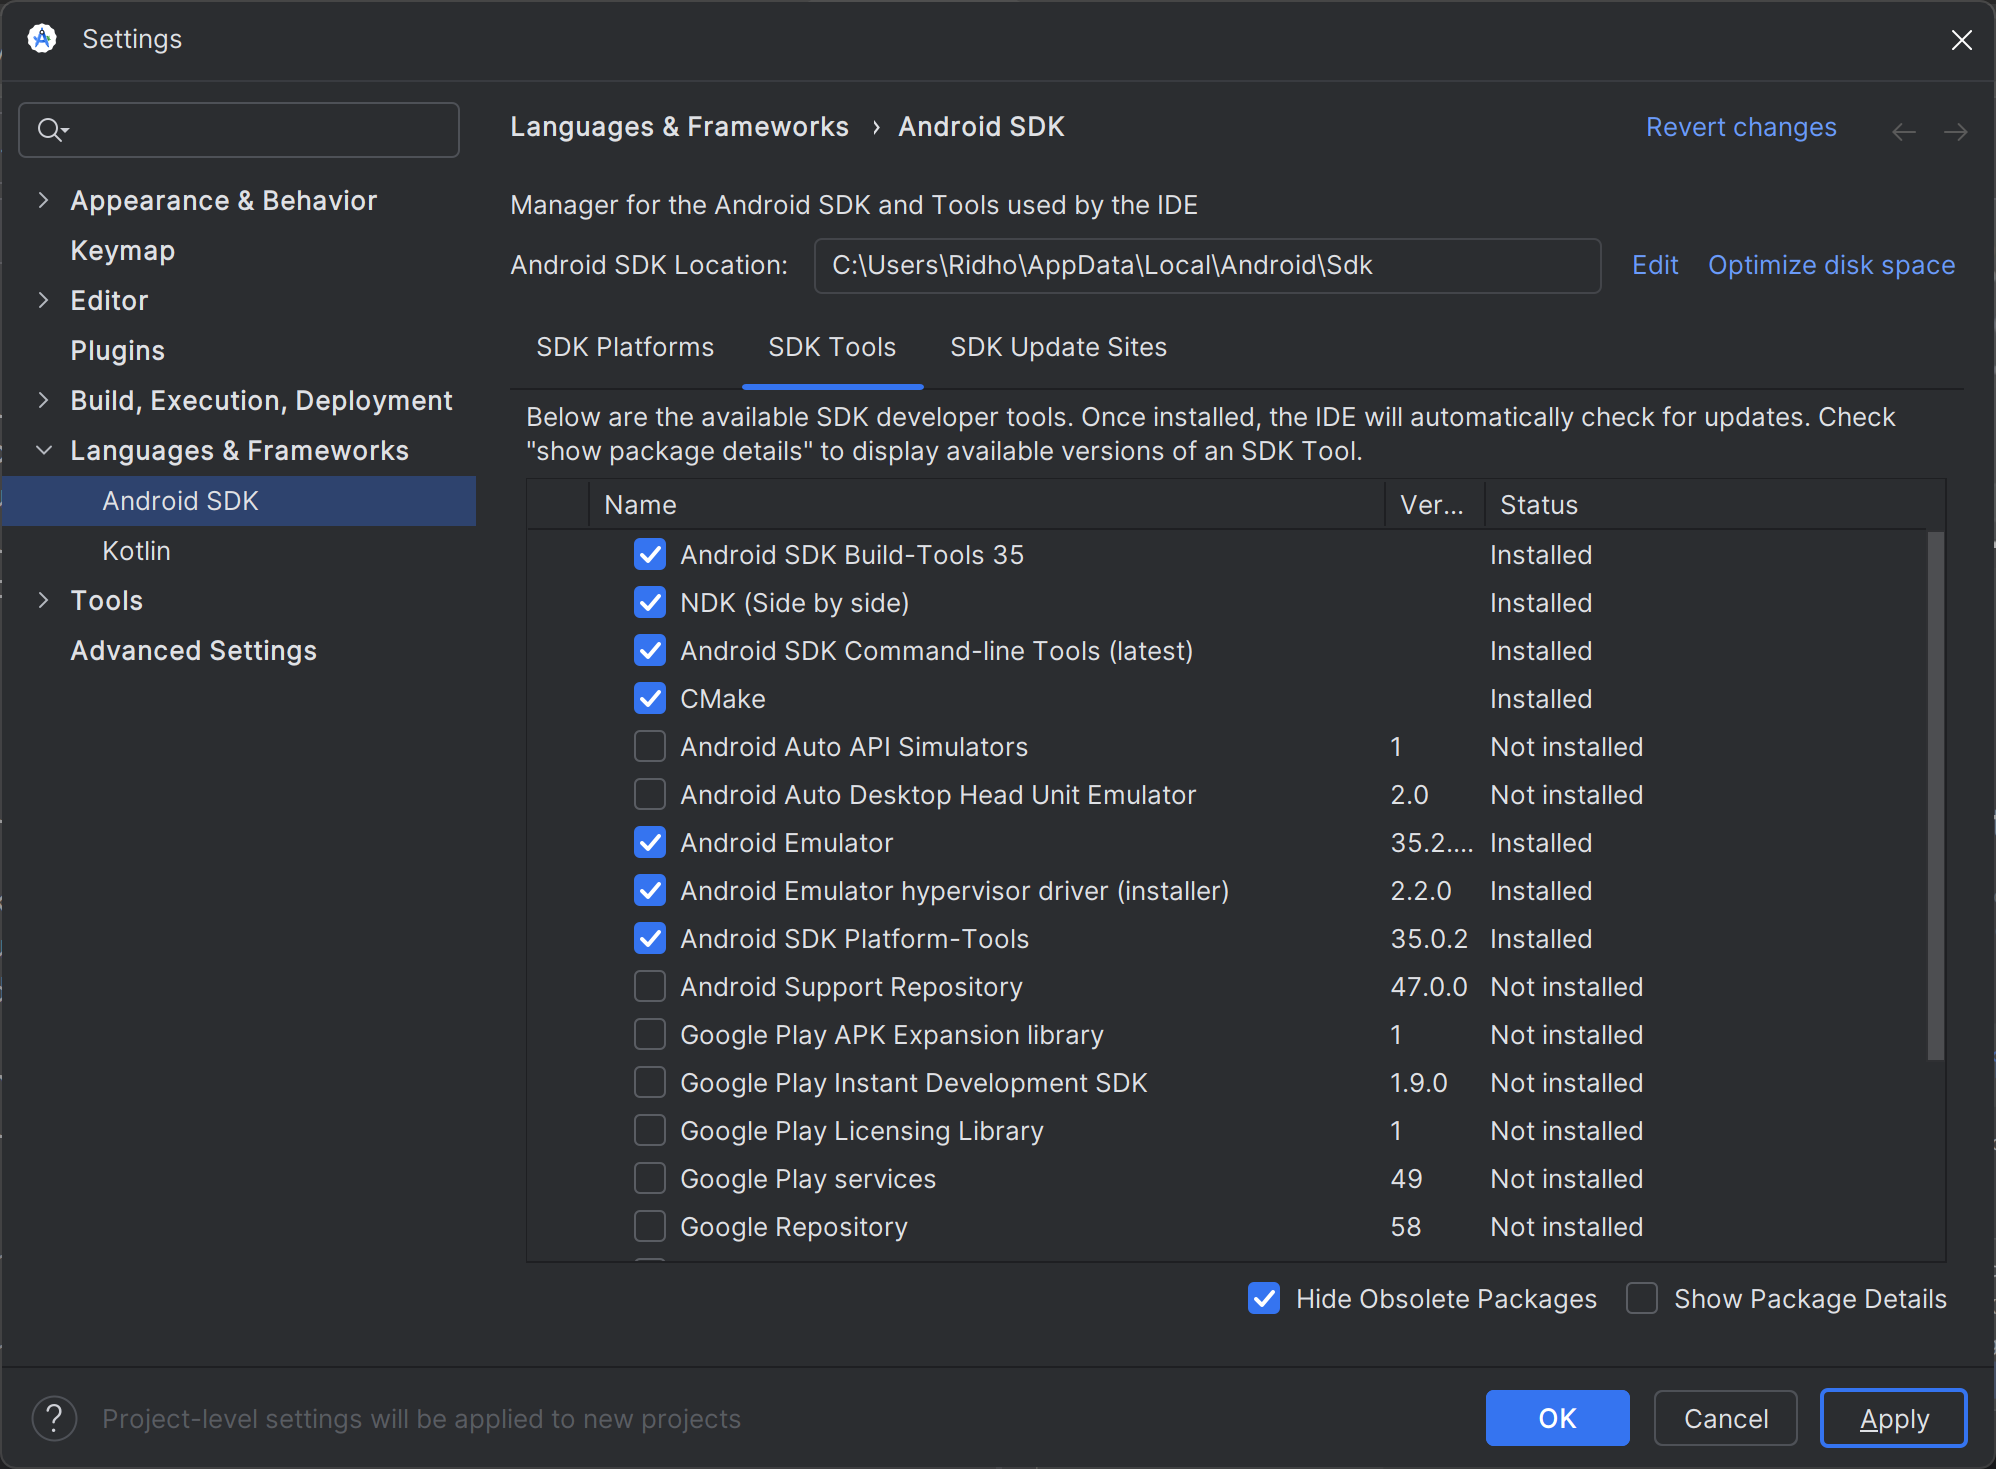 Settings
Languages & Frameworks › Android SDK
Revert changes
Appearance & Behavior
Keymap
Editor
Plugins
Build, Execution, Deployment
Languages & Frameworks
Android SDK
Kotlin
Tools
Advanced Settings
Manager for the Android SDK and Tools used by the IDE
Android SDK Location: C:\Users\Ridho\AppData\Local\Android\Sdk Edit Optimize disk space
SDK Platforms SDK Tools SDK Update Sites
Below are the available SDK developer tools. Once installed, the IDE will automatically check for updates. Check
"show package details" to display available versions of an SDK Tool.
Name Ver... Status
Android SDK Build-Tools 35 Installed
NDK (Side by side) Installed
Android SDK Command-line Tools (latest) Installed
CMake Installed
Android Auto API Simulators 1 Not installed
Android Auto Desktop Head Unit Emulator 2.0 Not installed
Android Emulator 35.2.... Installed
Android Emulator hypervisor driver (installer) 2.2.0 Installed
Android SDK Platform-Tools 35.0.2 Installed
Android Support Repository 47.0.0 Not installed
Google Play APK Expansion library 1 Not installed
Google Play Instant Development SDK 1.9.0 Not installed
Google Play Licensing Library 1 Not installed
Google Play services 49 Not installed
Google Repository 58 Not installed
Hide Obsolete Packages Show Package Details
? Project-level settings will be applied to new projects
OK Cancel Apply